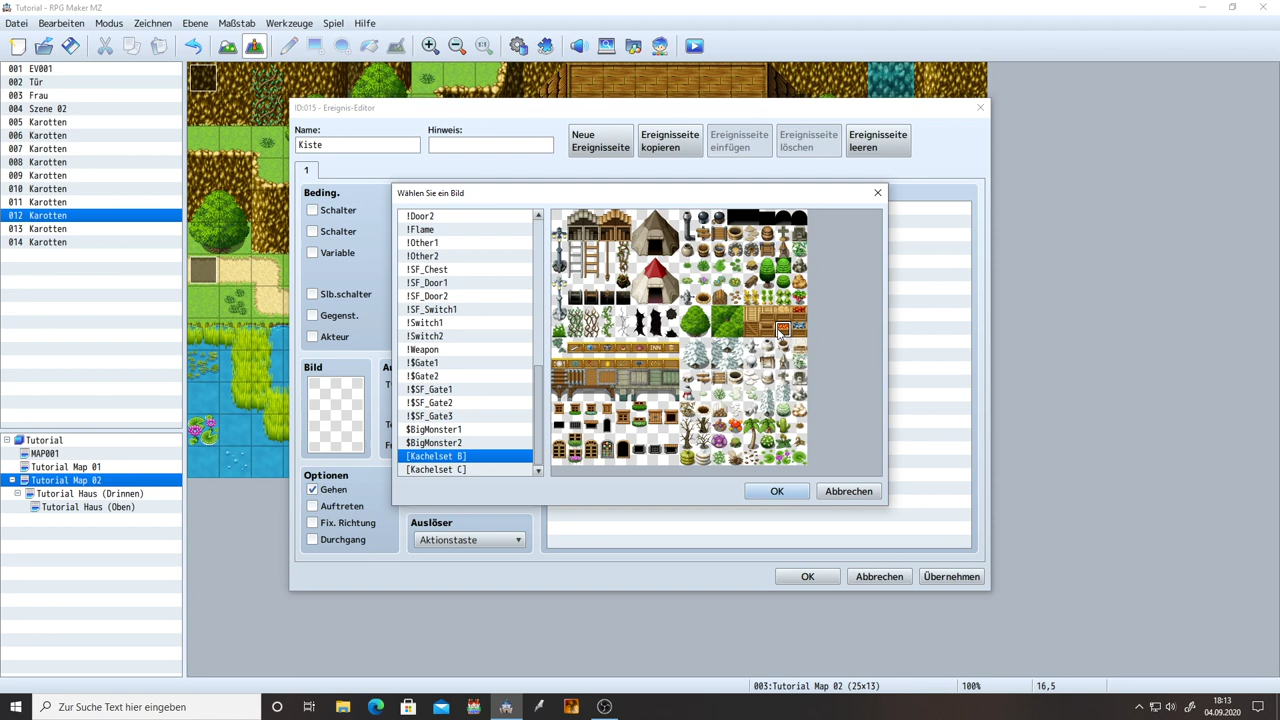 Tutorial - RPG Maker MZ
Datei Bearbeiten Modus Zeichnen Ebene Maßstab Werkzeuge Spiel Hilfe
001 EV001
002 Tür
003 Frau
004 Szene 02
005 Karotten
006 Karotten
007 Karotten
008 Karotten
009 Karotten
010 Karotten
011 Karotten
012 Karotten
013 Karotten
014 Karotten
Tutorial
MAP001
Tutorial Map 01
Tutorial Map 02
Tutorial Haus (Drinnen)
Tutorial Haus (Oben)
ID:015 - Ereignis-Editor
Name:
Kiste
Hinweis:
Neue Ereignisseite
Ereignisseite kopieren
Ereignisseite einfügen
Ereignisseite löschen
Ereignisseite leeren
1
Beding.
Schalter
Schalter
Variable
Slb.schalter
Gegenst.
Akteur
Bild
Optionen
Gehen
Auftreten
Fix. Richtung
Durchgang
Auslöser
Aktionstaste
Wählen Sie ein Bild
!Door2
!Flame
!Other1
!Other2
!SF_Chest
!SF_Door1
!SF_Door2
!SF_Switch1
!Switch1
!Switch2
!Weapon
!$Gate1
!$Gate2
!$SF_Gate1
!$SF_Gate2
!$SF_Gate3
$BigMonster1
$BigMonster2
[Kachelset B]
[Kachelset C]
INN
OK Abbrechen
OK Abbrechen Übernehmen
003:Tutorial Map 02 (25×13) 100% 16,5
Zur Suche Text hier eingeben
18:13
04.09.2020